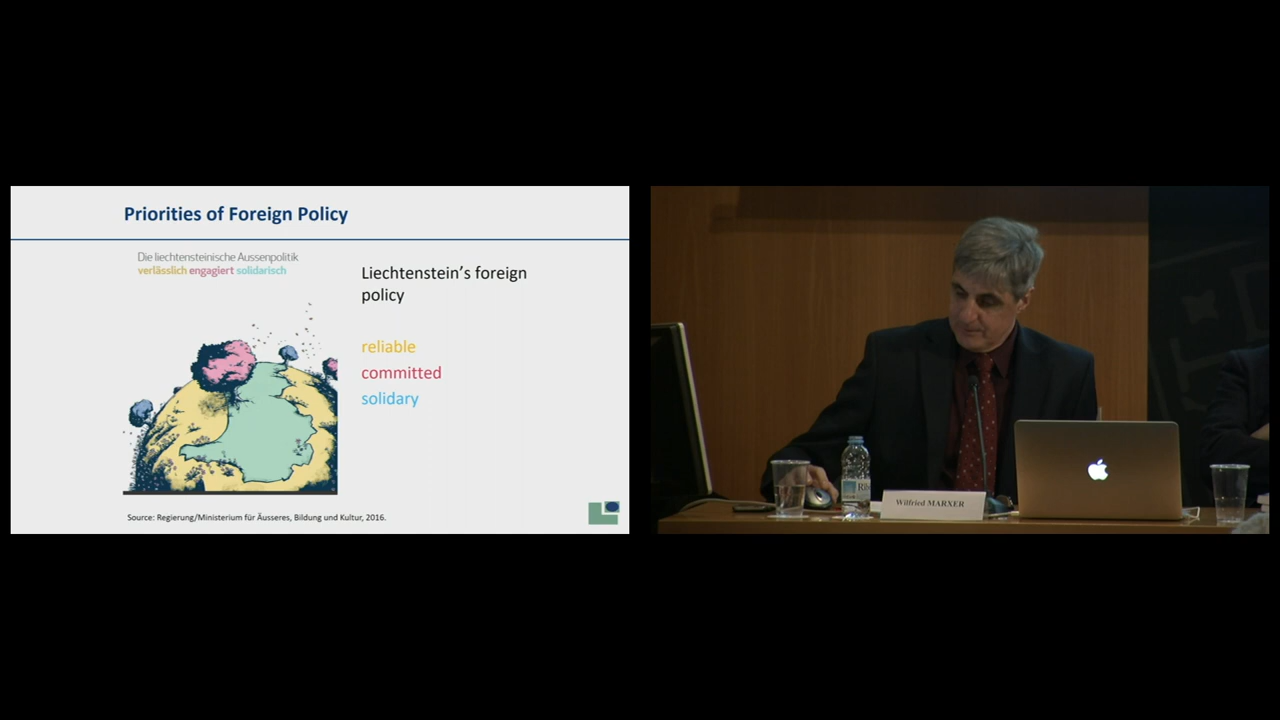 Priorities of Foreign Policy
Die liechtensteinische Aussenpolitik
verlässlich engagiert solidarisch
Liechtenstein's foreign
policy
reliable
committed
solidary
Source: Regierung/Ministerium für Äusseres, Bildung und Kultur, 2016.
Wilfried MARXER